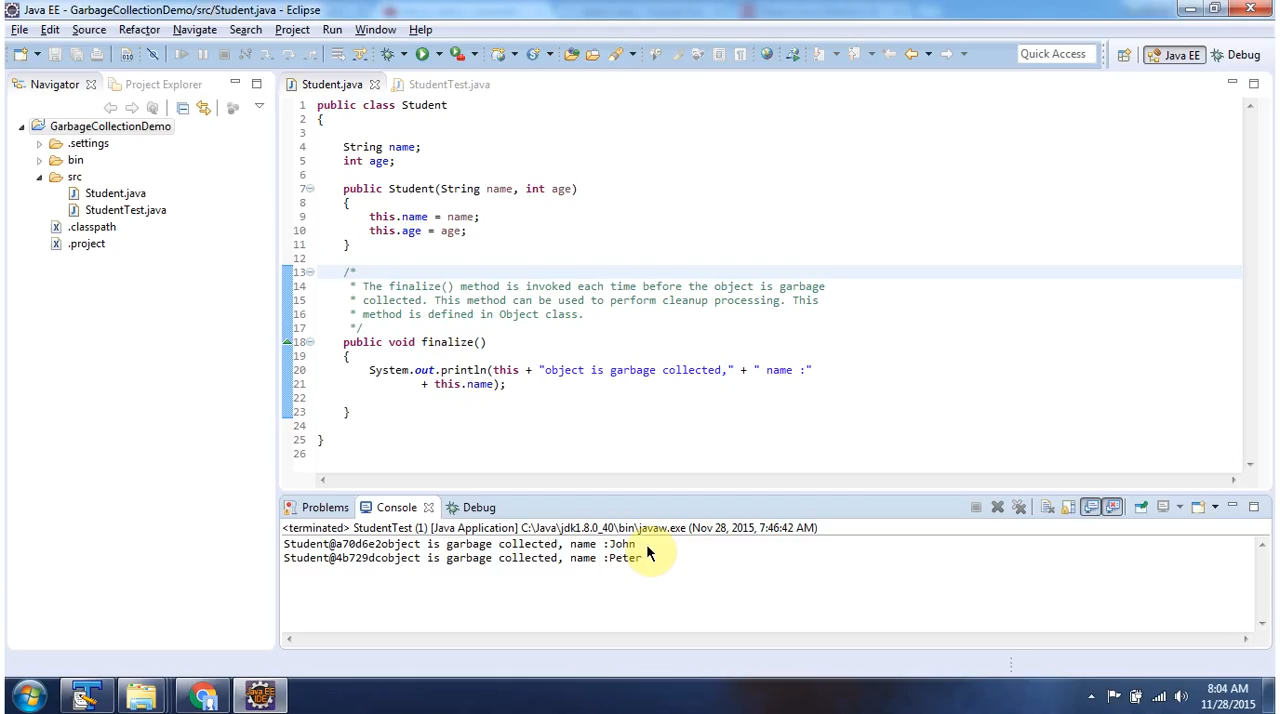 Java EE - GarbageCollectionDemo/src/Student.java - Eclipse
File Edit Source Refactor Navigate Search Project Run Window Help
Quick Access Java EE Debug
Navigator Project Explorer
GarbageCollectionDemo
.settings
bin
src
Student.java
StudentTest.java
.classpath
.project
Student.java StudentTest.java
1 public class Student
2 {
3
4 String name;
5 int age;
6
7 public Student(String name, int age)
8 {
9 this.name = name;
10 this.age = age;
11 }
12
13 /*
14 * The finalize() method is invoked each time before the object is garbage
15 * collected. This method can be used to perform cleanup processing. This
16 * method is defined in Object class.
17 */
18 public void finalize()
19 {
20 System.out.println(this + "object is garbage collected," + " name :"
21 + this.name);
22
23 }
24
25 }
26
Problems Console Debug
<terminated> StudentTest (1) [Java Application] C:\Java\jdk1.8.0_40\bin\javaw.exe (Nov 28, 2015, 7:46:42 AM)
Student@a70d6e2object is garbage collected, name :John
Student@4b729dcobject is garbage collected, name :Peter
Java EE
IDE
8:04 AM
11/28/2015